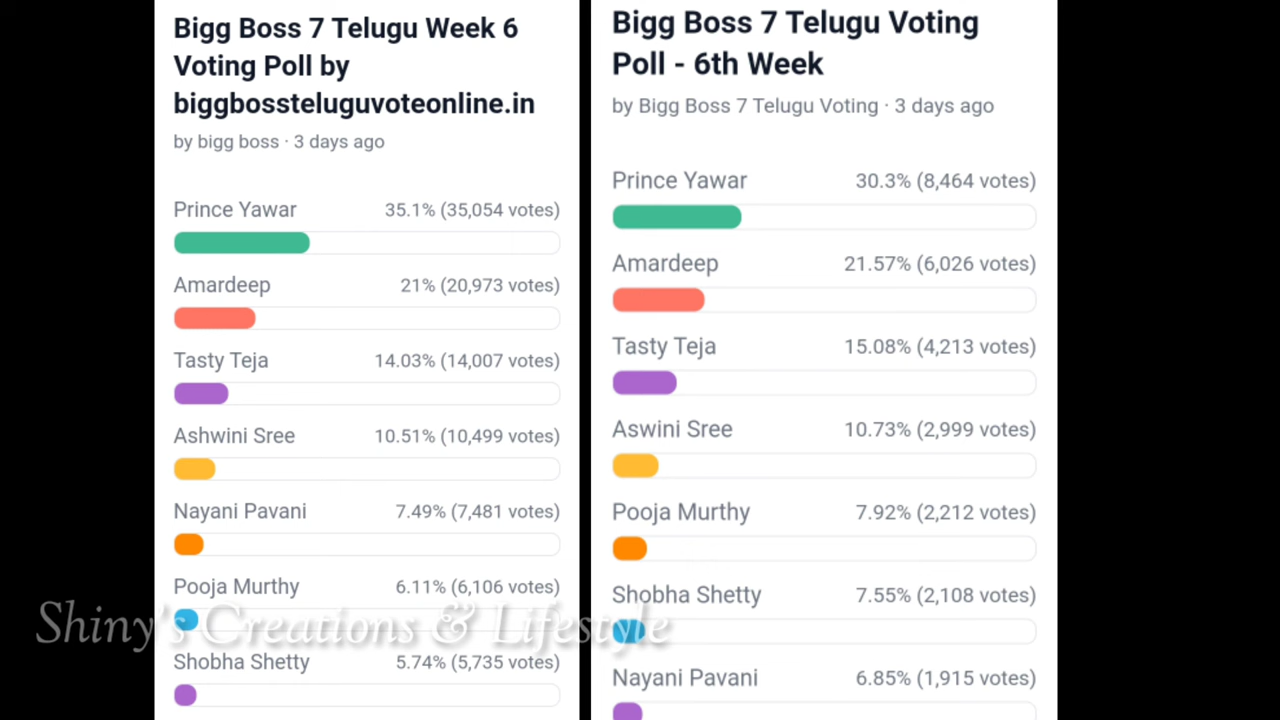 Bigg Boss 7 Telugu Week 6
Voting Poll by
biggbossteluguvoteonline.in
by bigg boss · 3 days ago
Prince Yawar 35.1% (35,054 votes)
Amardeep 21% (20,973 votes)
Tasty Teja 14.03% (14,007 votes)
Ashwini Sree 10.51% (10,499 votes)
Nayani Pavani 7.49% (7,481 votes)
Pooja Murthy 6.11% (6,106 votes)
Shobha Shetty 5.74% (5,735 votes)
Bigg Boss 7 Telugu Voting
Poll - 6th Week
by Bigg Boss 7 Telugu Voting · 3 days ago
Prince Yawar 30.3% (8,464 votes)
Amardeep 21.57% (6,026 votes)
Tasty Teja 15.08% (4,213 votes)
Aswini Sree 10.73% (2,999 votes)
Pooja Murthy 7.92% (2,212 votes)
Shobha Shetty 7.55% (2,108 votes)
Nayani Pavani 6.85% (1,915 votes)
Shiny's Creations & Lifestyle